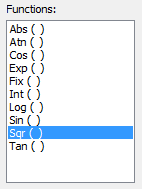 Functions:
Abs ( )
Atn ( )
Cos ( )
Exp ( )
Fix ( )
Int ( )
Log ( )
Sin ( )
Sqr ( )
Tan ( )